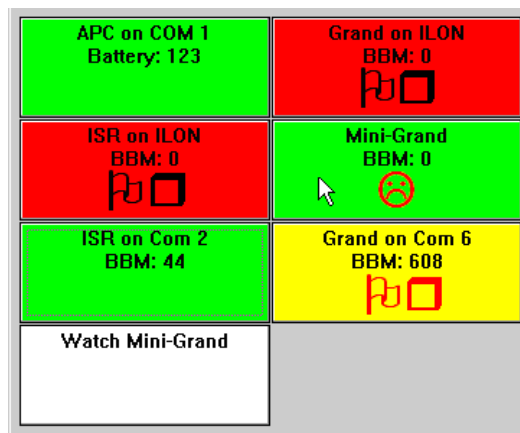 APC on COM 1
Battery: 123
Grand on ILON
BBM: 0
ISR on ILON
BBM: 0
Mini-Grand
BBM: 0
ISR on Com 2
BBM: 44
Grand on Com 6
BBM: 608
Watch Mini-Grand